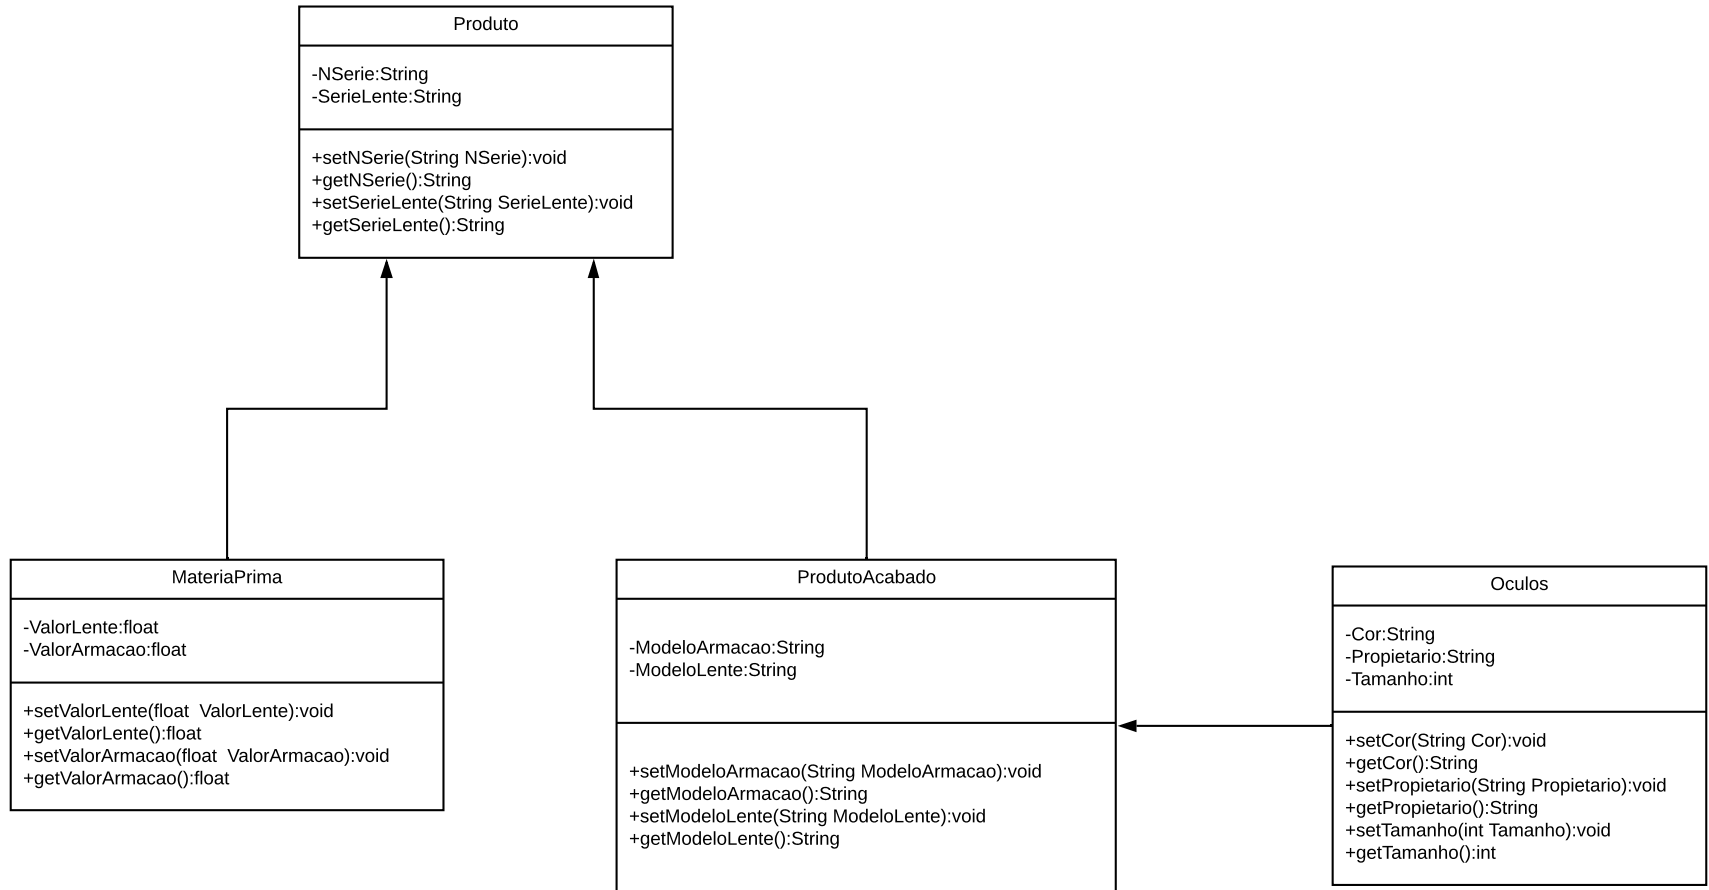 Produto
-NSerie:String
-SerieLente:String
+setNSerie(String NSerie):void
+getNSerie():String
+setSerieLente(String SerieLente):void
+getSerieLente():String
MateriaPrima
-ValorLente:float
-ValorArmacao:float
+setValorLente(float  ValorLente):void
+getValorLente():float
+setValorArmacao(float  ValorArmacao):void
+getValorArmacao():float
ProdutoAcabado
-ModeloArmacao:String
-ModeloLente:String
+setModeloArmacao(String ModeloArmacao):void
+getModeloArmacao():String
+setModeloLente(String ModeloLente):void
+getModeloLente():String
Oculos
-Cor:String
-Propietario:String
-Tamanho:int
+setCor(String Cor):void
+getCor():String
+setPropietario(String Propietario):void
+getPropietario():String
+setTamanho(int Tamanho):void
+getTamanho():int